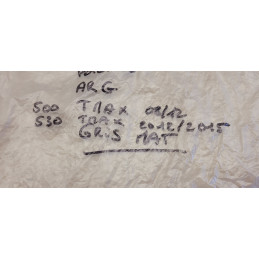 ARG
500 TMAX 08/12
530 TMAX 2012/2015
GRIS MAT